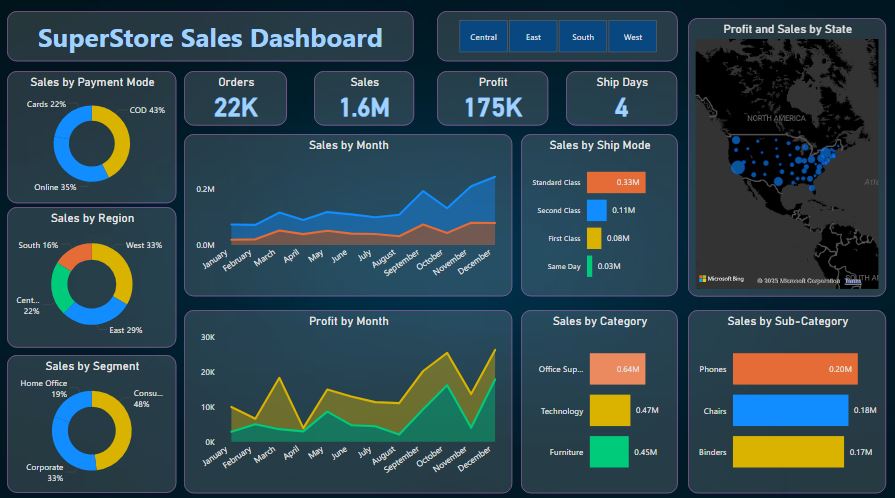 SuperStore Sales Dashboard
Central
East
South
West
Profit and Sales by State
NORTH AMERICA
Atla
Microsoft Bing
© 2025 Microsoft Corporation
Terms
SOUTH AM
Sales by Payment Mode
Cards 22%
COD 43%
Online 35%
Orders
22K
Sales
1.6M
Profit
175K
Ship Days
4
Sales by Month
0.2M
0.0M
January
February
March
April
May
June
July
August
September
October
November
December
Sales by Ship Mode
Standard Class
0.33M
Second Class
0.11M
First Class
0.08M
Same Day
0.03M
Sales by Region
South 16%
West 33%
Cent...
22%
East 29%
Profit by Month
30K
20K
10K
0K
January
February
March
April
May
June
July
August
September
October
November
December
Sales by Category
Office Sup...
0.64M
Technology
0.47M
Furniture
0.45M
Sales by Sub-Category
Phones
0.20M
Chairs
0.18M
Binders
0.17M
Sales by Segment
Home Office
19%
Consu...
48%
Corporate
33%